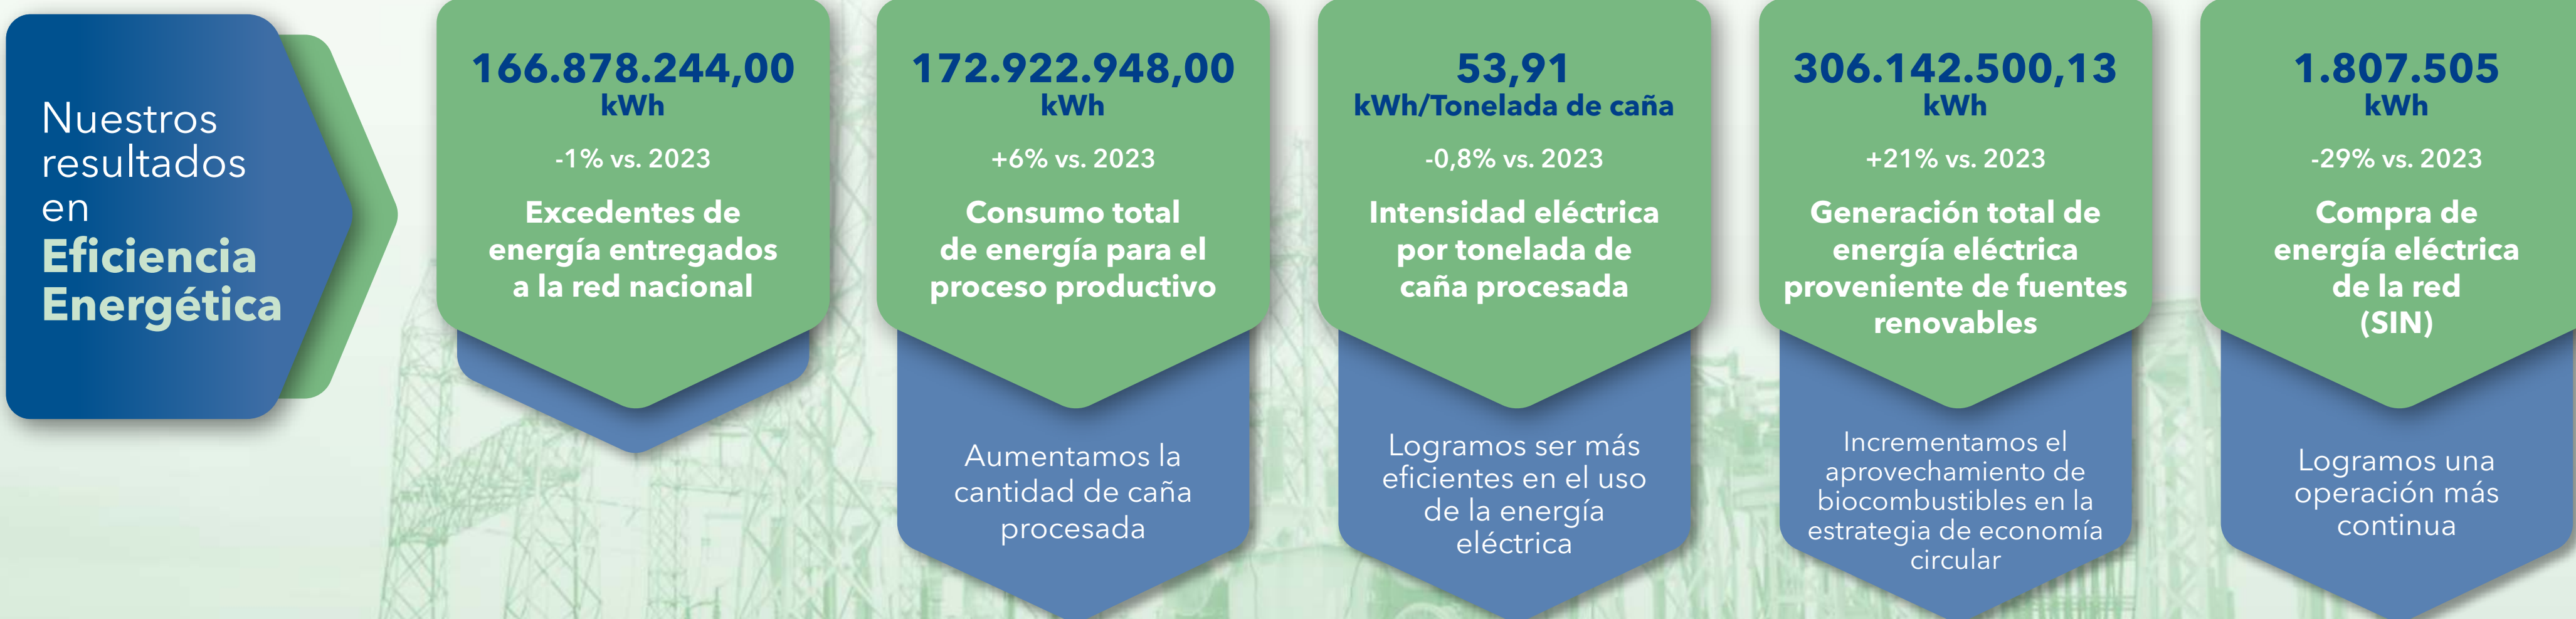 Nuestros
resultados
en
Eficiencia
Energética
166.878.244,00
kWh
-1% vs. 2023
Excedentes de
energía entregados
a la red nacional
172.922.948,00
kWh
+6% vs. 2023
Consumo total
de energía para el
proceso productivo
Aumentamos la
cantidad de caña
procesada
53,91
kWh/Tonelada de caña
-0,8% vs. 2023
Intensidad eléctrica
por tonelada de
caña procesada
Logramos ser más
eficientes en el uso
de la energía
eléctrica
306.142.500,13
kWh
+21% vs. 2023
Generación total de
energía eléctrica
proveniente de fuentes
renovables
Incrementamos el
aprovechamiento de
biocombustibles en la
estrategia de economía
circular
1.807.505
kWh
-29% vs. 2023
Compra de
energía eléctrica
de la red
(SIN)
Logramos una
operación más
continua